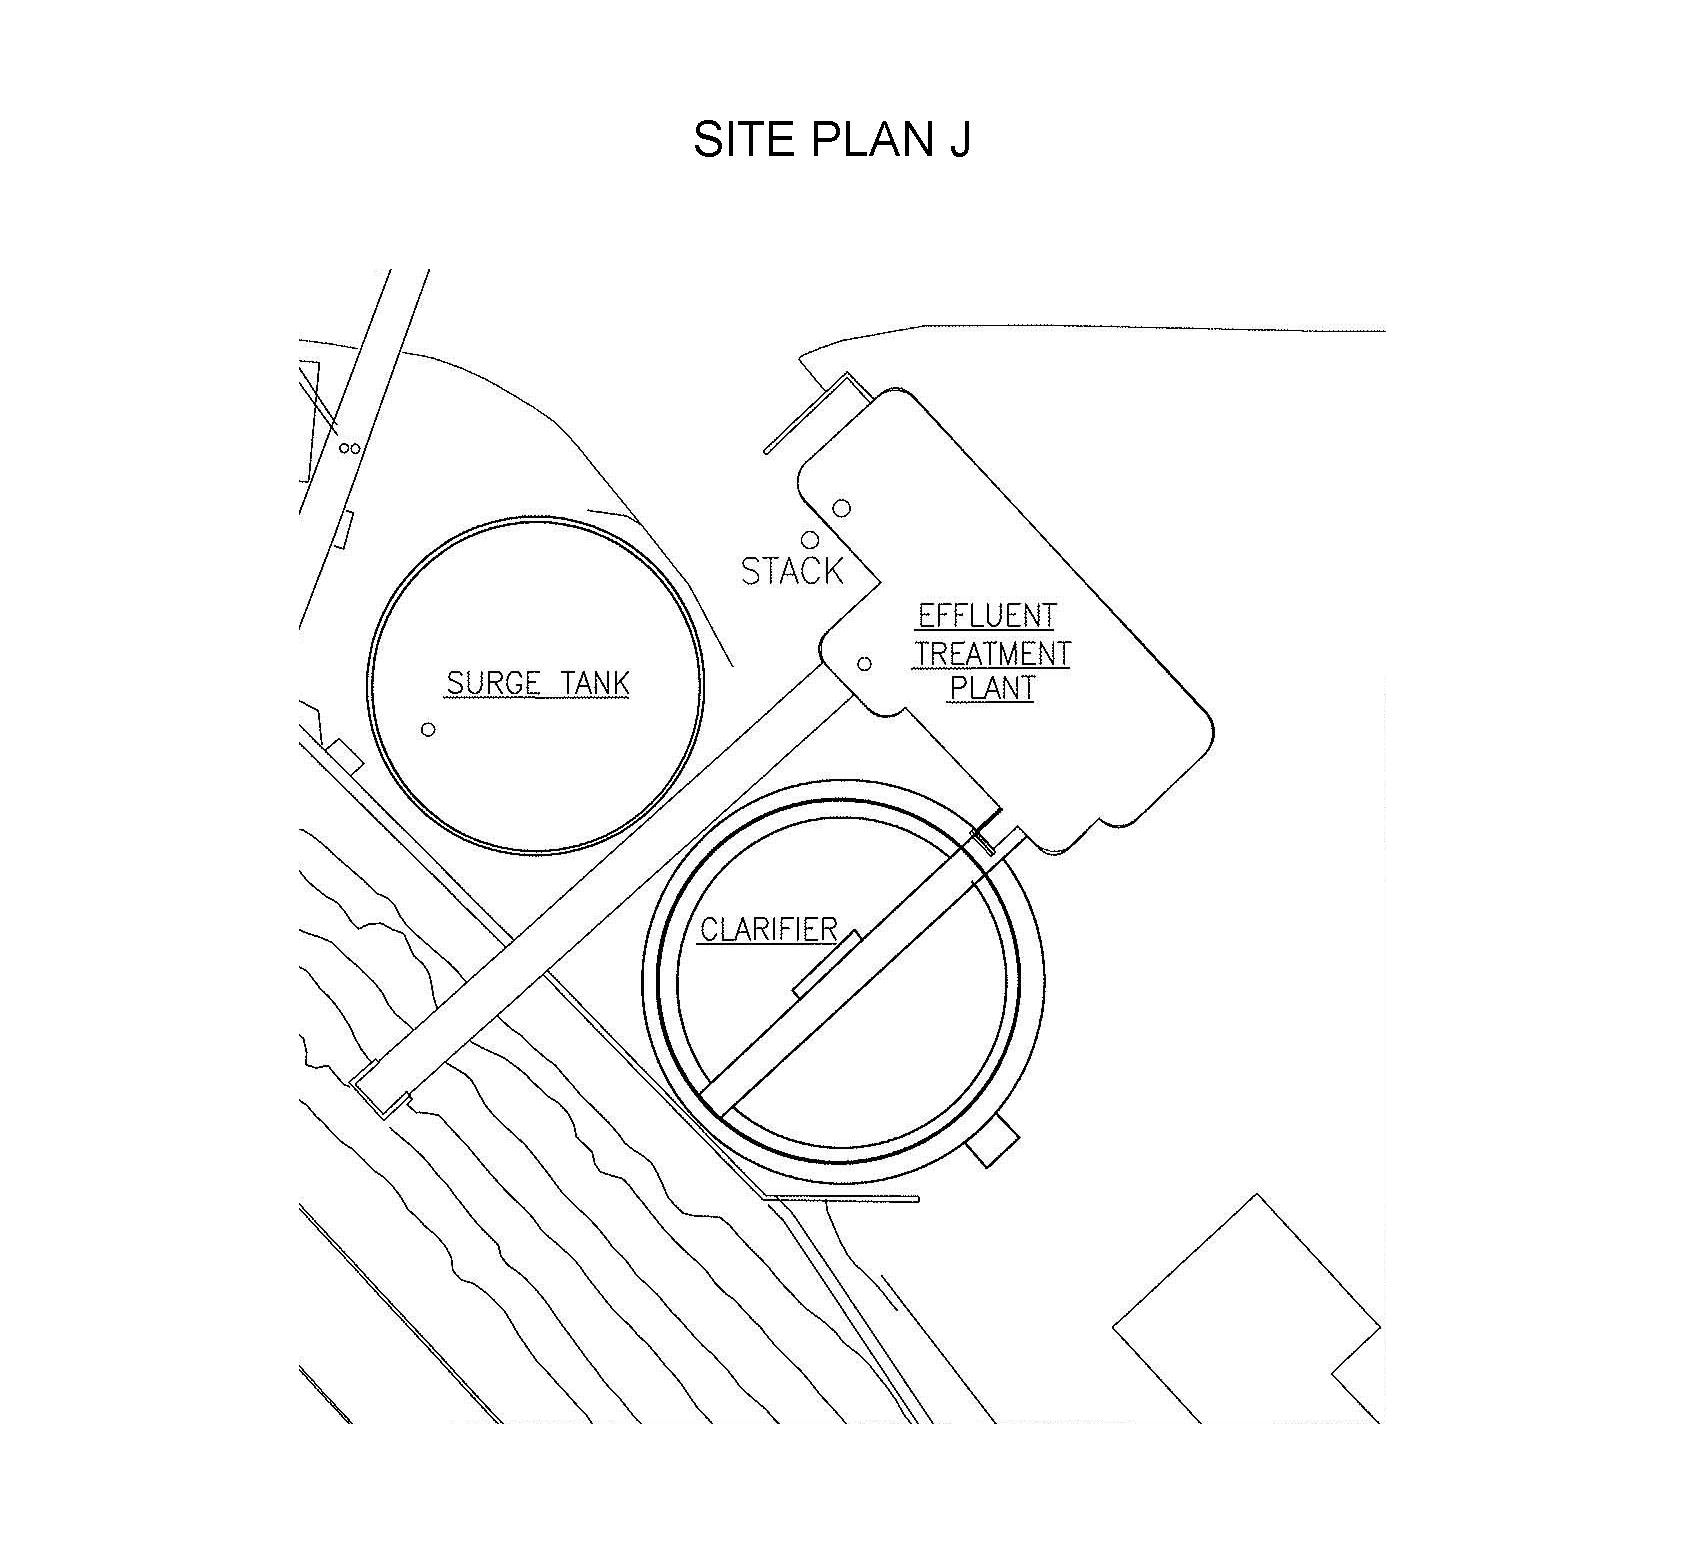 SITE PLAN J
STACK
EFFLUENT
TREATMENT
PLANT
SURGE TANK
CLARIFIER